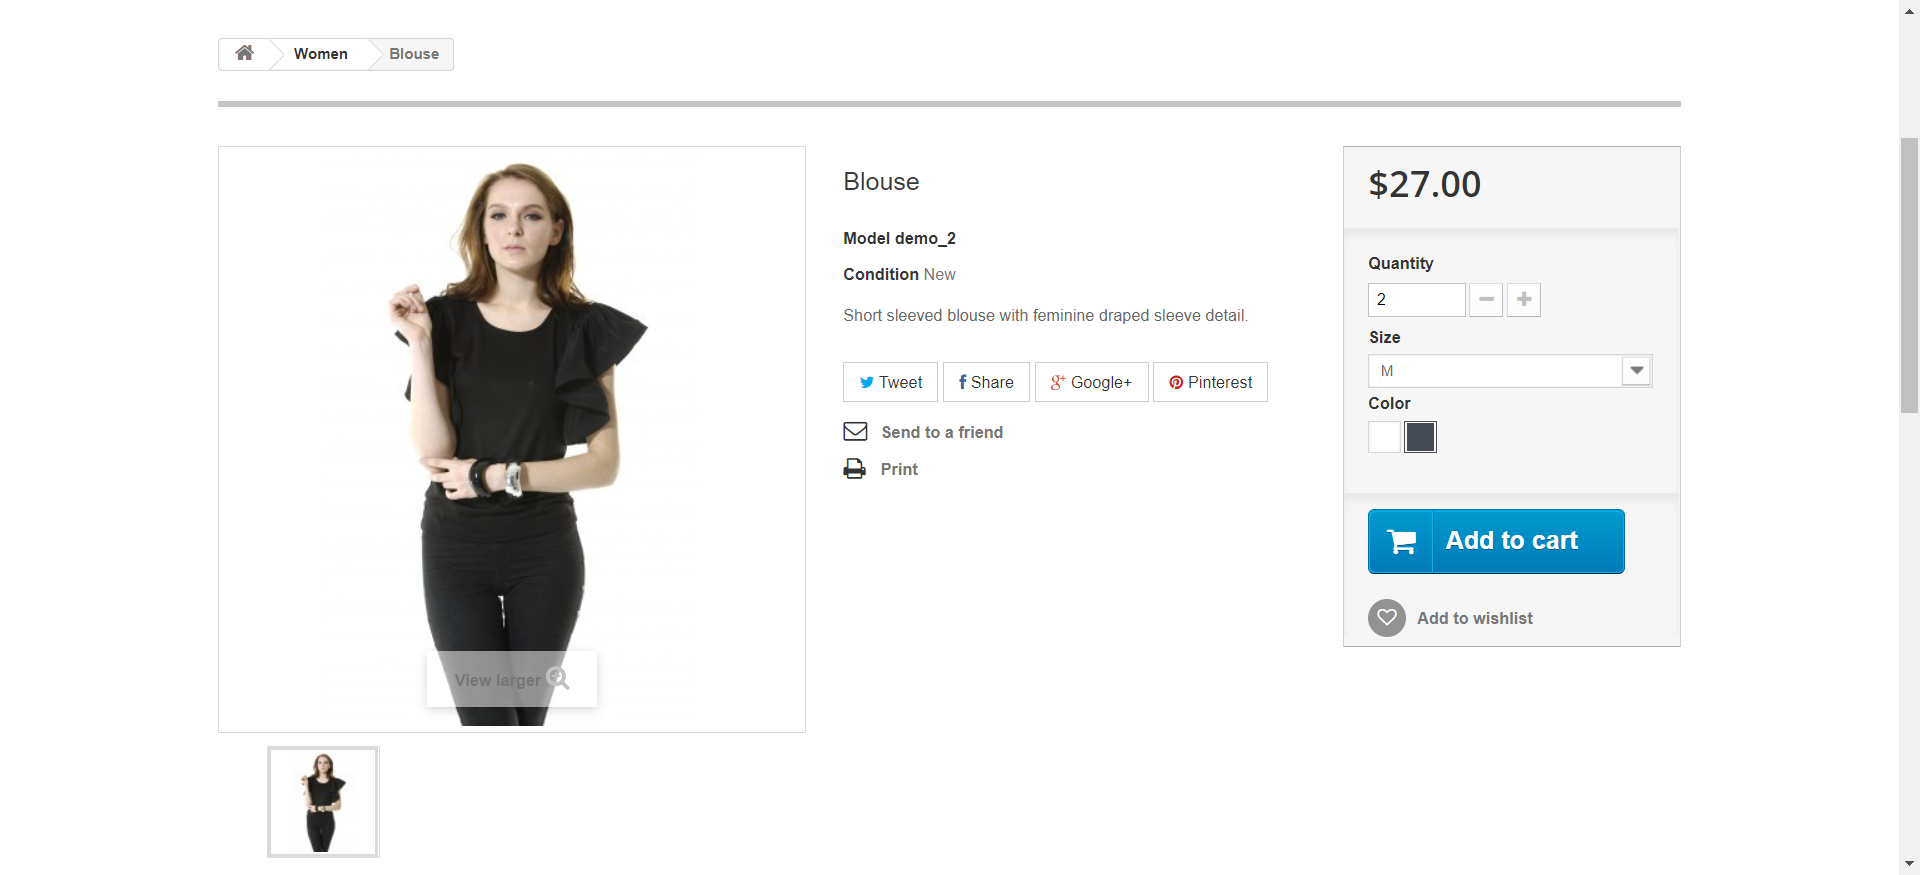 Women
Blouse
Blouse
Model demo_2
Condition New
Short sleeved blouse with feminine draped sleeve detail.
Tweet
Share
Google+
Pinterest
Send to a friend
Print
View larger
$27.00
Quantity
2
Size
M
Color
Add to cart
Add to wishlist